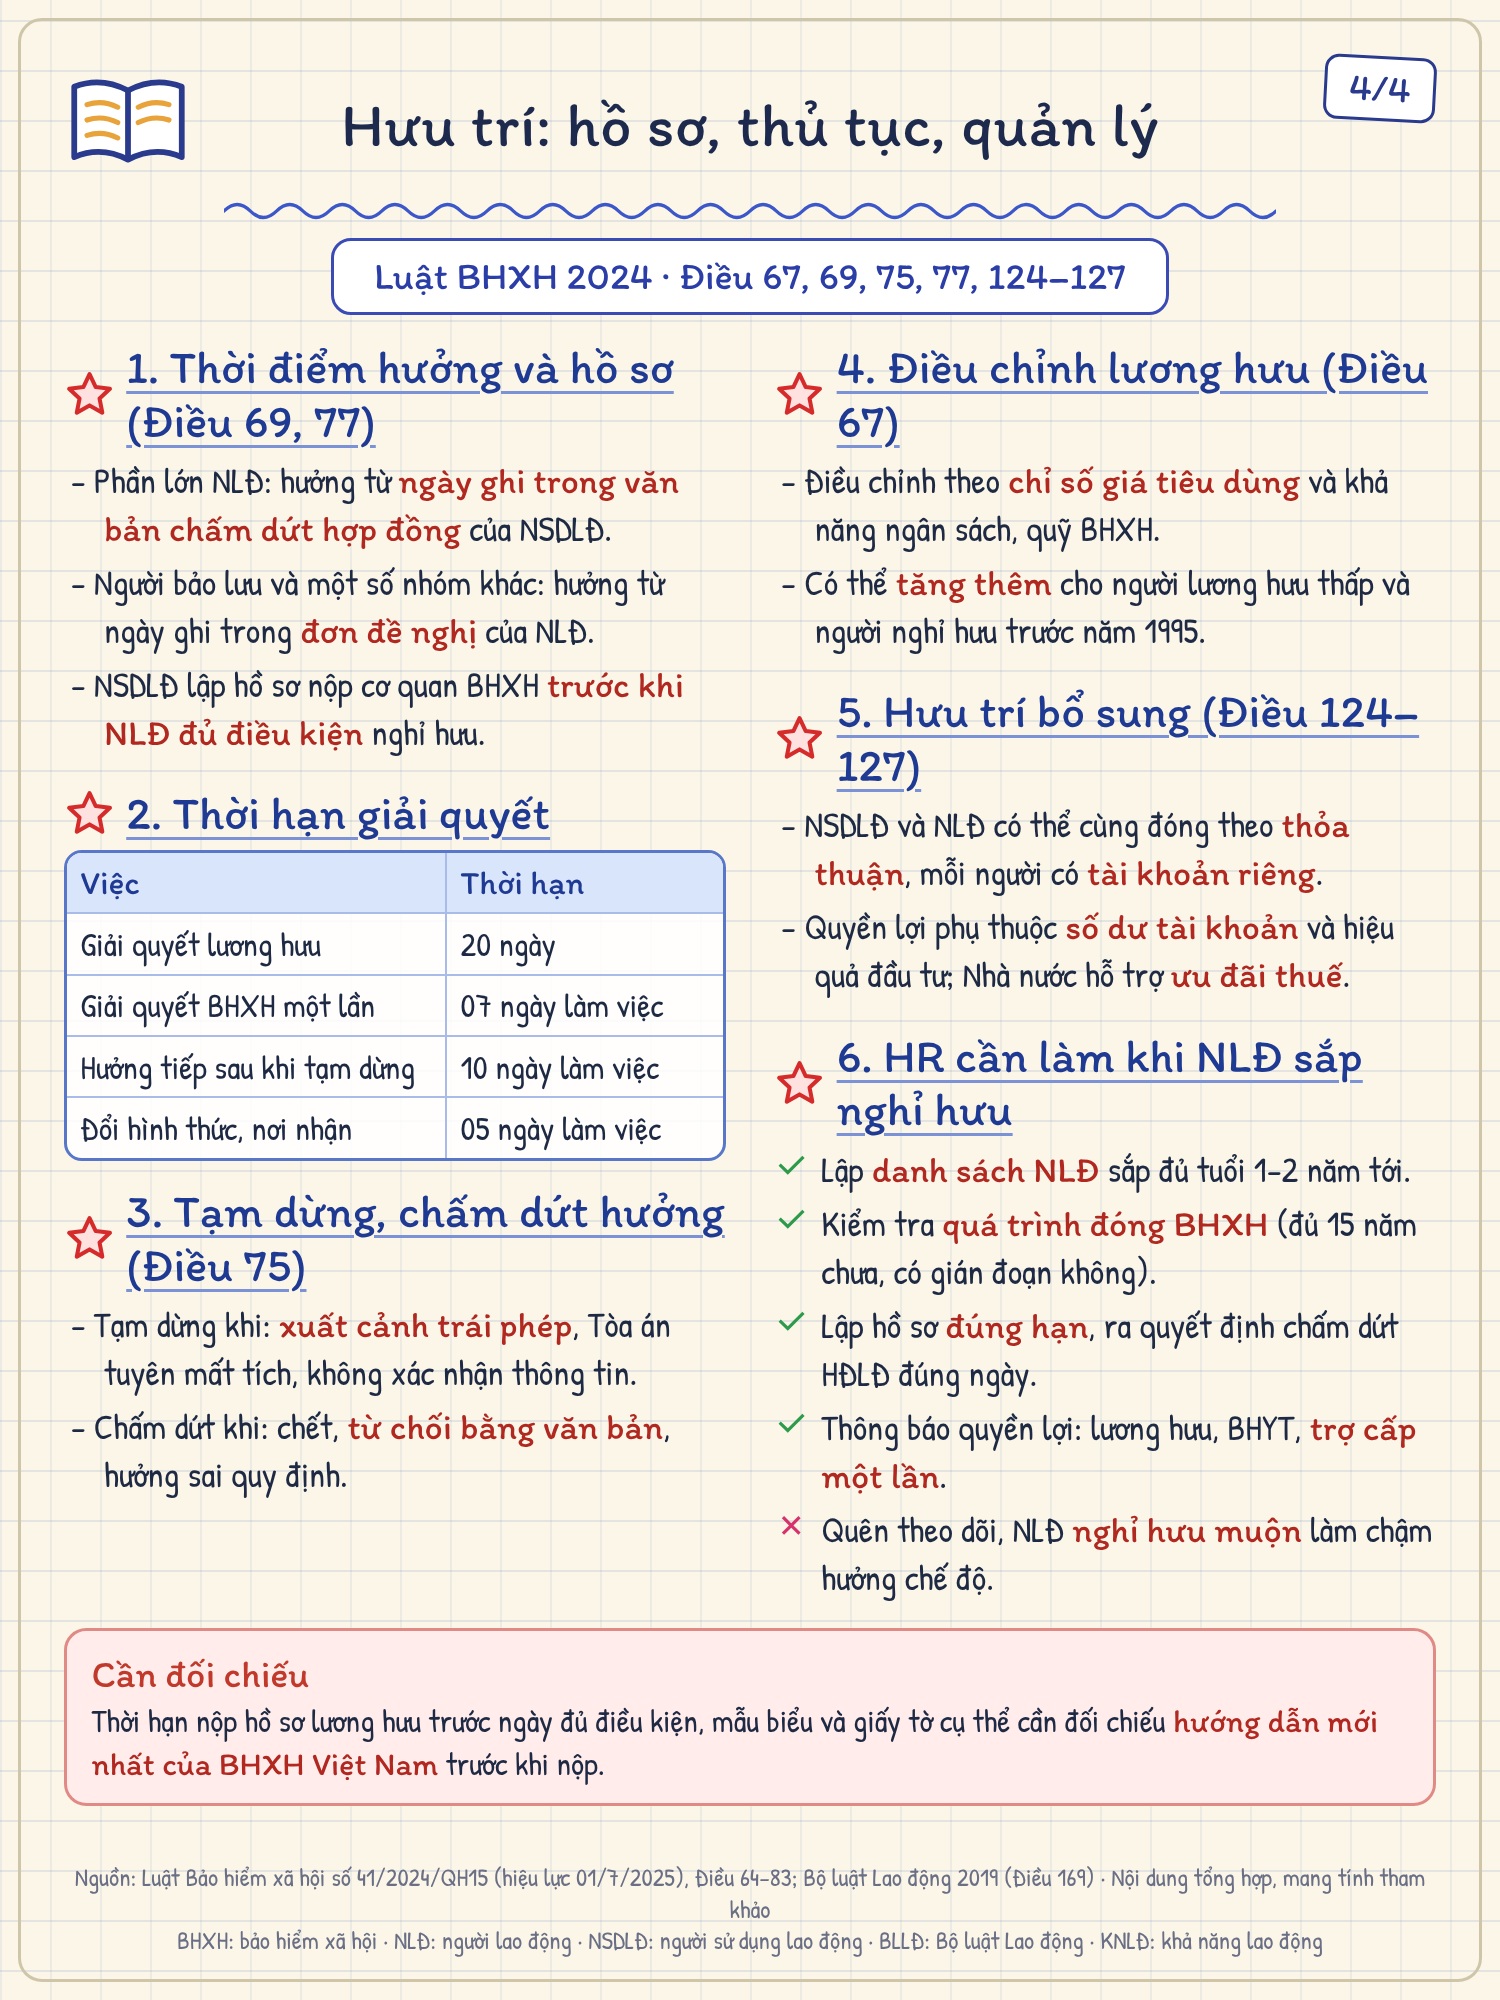 4/4
Hưu trí: hồ sơ, thủ tục, quản lý
Luật BHXH 2024 · Điều 67, 69, 75, 77, 124–127
1. Thời điểm hưởng và hồ sơ
(Điều 69, 77)
– Phần lớn NLĐ: hưởng từ ngày ghi trong văn
bản chấm dứt hợp đồng của NSDLĐ.
– Người bảo lưu và một số nhóm khác: hưởng từ
ngày ghi trong đơn đề nghị của NLĐ.
– NSDLĐ lập hồ sơ nộp cơ quan BHXH trước khi
NLĐ đủ điều kiện nghỉ hưu.
2. Thời hạn giải quyết
Việc Thời hạn
Giải quyết lương hưu 20 ngày
Giải quyết BHXH một lần 07 ngày làm việc
Hưởng tiếp sau khi tạm dừng 10 ngày làm việc
Đổi hình thức, nơi nhận 05 ngày làm việc
3. Tạm dừng, chấm dứt hưởng
(Điều 75)
– Tạm dừng khi: xuất cảnh trái phép, Tòa án
tuyên mất tích, không xác nhận thông tin.
– Chấm dứt khi: chết, từ chối bằng văn bản,
hưởng sai quy định.
4. Điều chỉnh lương hưu (Điều
67)
– Điều chỉnh theo chỉ số giá tiêu dùng và khả
năng ngân sách, quỹ BHXH.
– Có thể tăng thêm cho người lương hưu thấp và
người nghỉ hưu trước năm 1995.
5. Hưu trí bổ sung (Điều 124–
127)
– NSDLĐ và NLĐ có thể cùng đóng theo thỏa
thuận, mỗi người có tài khoản riêng.
– Quyền lợi phụ thuộc số dư tài khoản và hiệu
quả đầu tư; Nhà nước hỗ trợ ưu đãi thuế.
6. HR cần làm khi NLĐ sắp
nghỉ hưu
✓ Lập danh sách NLĐ sắp đủ tuổi 1–2 năm tới.
✓ Kiểm tra quá trình đóng BHXH (đủ 15 năm
chưa, có gián đoạn không).
✓ Lập hồ sơ đúng hạn, ra quyết định chấm dứt
HĐLĐ đúng ngày.
✓ Thông báo quyền lợi: lương hưu, BHYT, trợ cấp
một lần.
✕ Quên theo dõi, NLĐ nghỉ hưu muộn làm chậm
hưởng chế độ.
Cần đối chiếu
Thời hạn nộp hồ sơ lương hưu trước ngày đủ điều kiện, mẫu biểu và giấy tờ cụ thể cần đối chiếu hướng dẫn mới
nhất của BHXH Việt Nam trước khi nộp.
Nguồn: Luật Bảo hiểm xã hội số 41/2024/QH15 (hiệu lực 01/7/2025), Điều 64–83; Bộ luật Lao động 2019 (Điều 169) · Nội dung tổng hợp, mang tính tham
khảo
BHXH: bảo hiểm xã hội · NLĐ: người lao động · NSDLĐ: người sử dụng lao động · BLLĐ: Bộ luật Lao động · KNLĐ: khả năng lao động